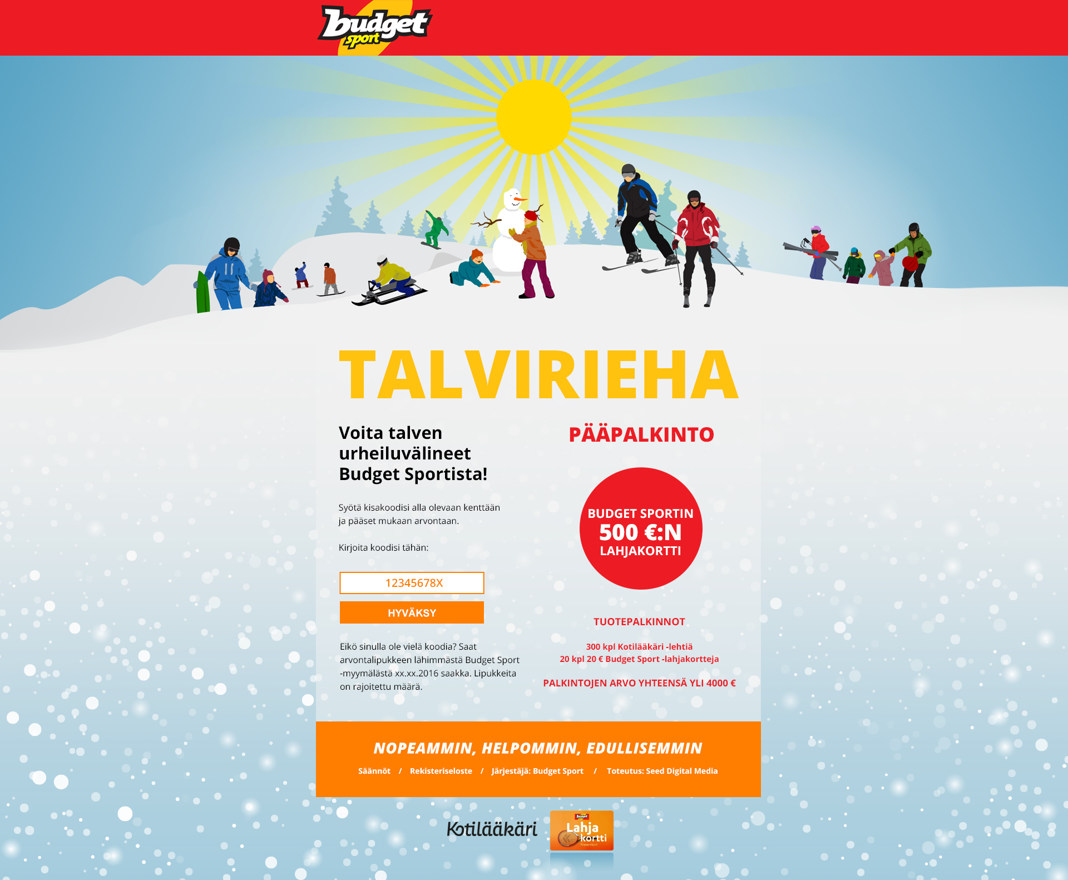 budget
sport
TALVIRIEHA
Voita talven
urheiluvälineet
Budget Sportista!
Syötä kisakoodisi alla olevaan kenttään
ja pääset mukaan arvontaan.
Kirjoita koodisi tähän:
12345678X
HYVÄKSY
Eikö sinulla ole vielä koodia? Saat
arvontalipukkeen lähimmästä Budget Sport
-myymälästä xx.xx.2016 saakka. Lipukkeita
on rajoitettu määrä.
PÄÄPALKINTO
BUDGET SPORTIN
500 €:N
LAHJAKORTTI
TUOTEPALKINNOT
300 kpl Kotilääkäri -lehtiä
20 kpl 20 € Budget Sport -lahjakortteja
PALKINTOJEN ARVO YHTEENSÄ YLI 4000 €
NOPEAMMIN, HELPOMMIN, EDULLISEMMIN
Säännöt / Rekisteriseloste / Järjestäjä: Budget Sport / Toteutus: Seed Digital Media
Kotilääkäri
Lahja
kortti